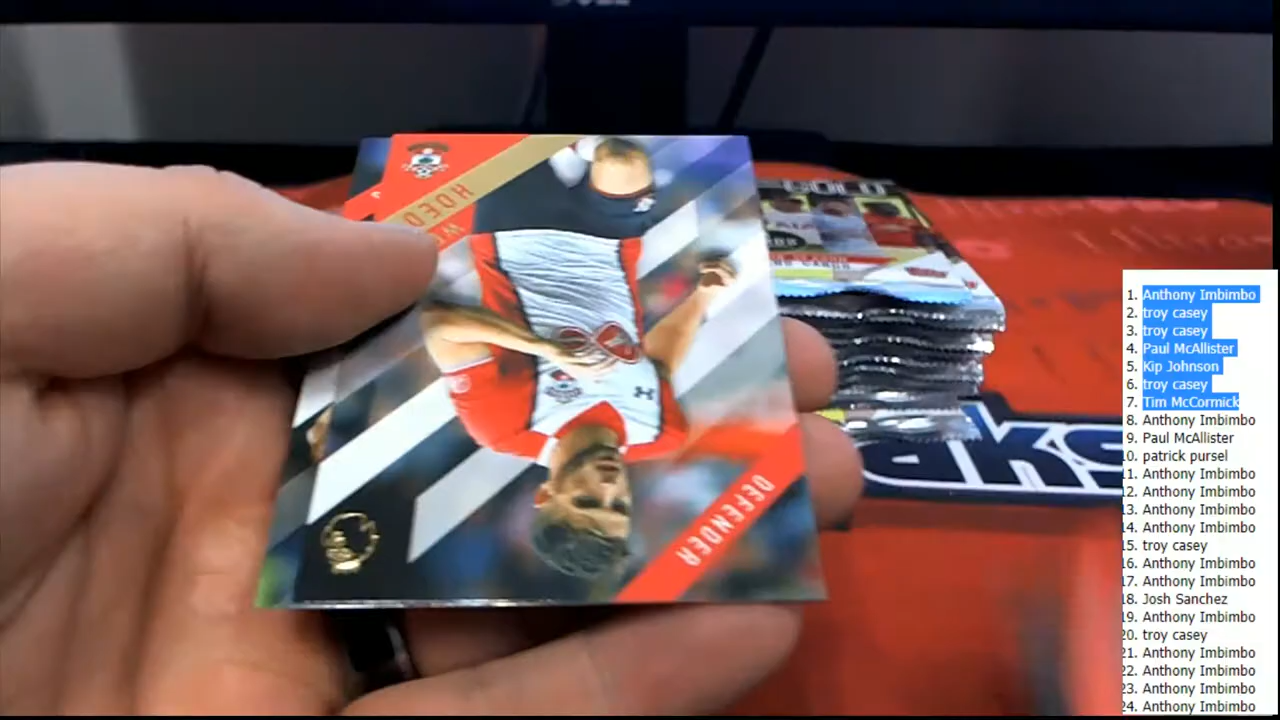 GOLD
HOED
DEFENDER
aks
1. Anthony Imbimbo
2. troy casey
3. troy casey
4. Paul McAllister
5. Kip Johnson
6. troy casey
7. Tim McCormick
8. Anthony Imbimbo
9. Paul McAllister
10. patrick pursel
11. Anthony Imbimbo
12. Anthony Imbimbo
13. Anthony Imbimbo
14. Anthony Imbimbo
15. troy casey
16. Anthony Imbimbo
17. Anthony Imbimbo
18. Josh Sanchez
19. Anthony Imbimbo
20. troy casey
21. Anthony Imbimbo
22. Anthony Imbimbo
23. Anthony Imbimbo
24. Anthony Imbimbo